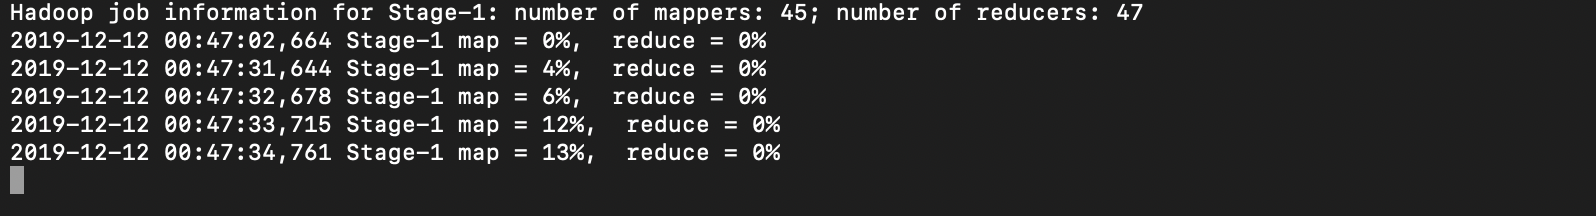 Hadoop job information for Stage-1: number of mappers: 45; number of reducers: 47
2019-12-12 00:47:02,664 Stage-1 map = 0%,  reduce = 0%
2019-12-12 00:47:31,644 Stage-1 map = 4%,  reduce = 0%
2019-12-12 00:47:32,678 Stage-1 map = 6%,  reduce = 0%
2019-12-12 00:47:33,715 Stage-1 map = 12%,  reduce = 0%
2019-12-12 00:47:34,761 Stage-1 map = 13%,  reduce = 0%